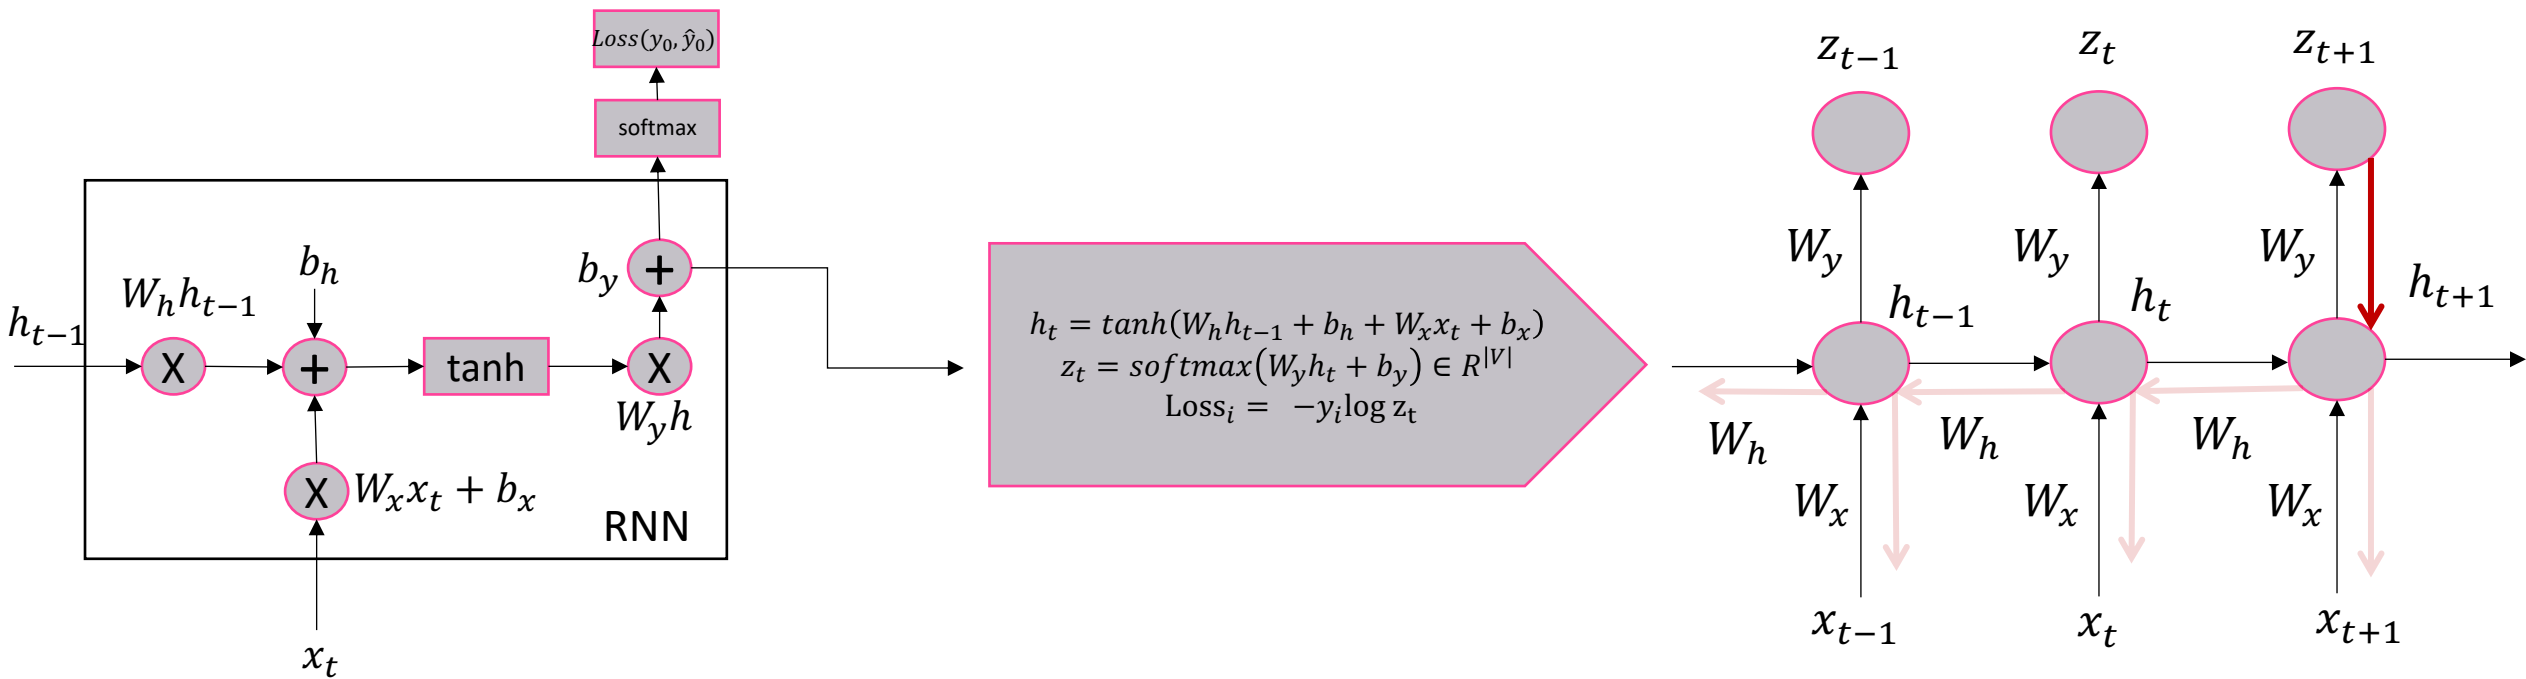 Loss(y₀, ŷ₀)
softmax
b_h
b_y
+
W_h h_{t−1}
h_{t−1}
X
+
tanh
X
W_y h
X
W_x x_t + b_x
RNN
x_t
h_t = tanh(W_h h_{t−1} + b_h + W_x x_t + b_x)
z_t = softmax(W_y h_t + b_y) ∈ R^{|V|}
Loss_i = −y_i log z_t
z_{t−1} z_t z_{t+1}
W_y W_y W_y
h_{t−1} h_t h_{t+1}
W_h W_h W_h
W_x W_x W_x
x_{t−1} x_t x_{t+1}